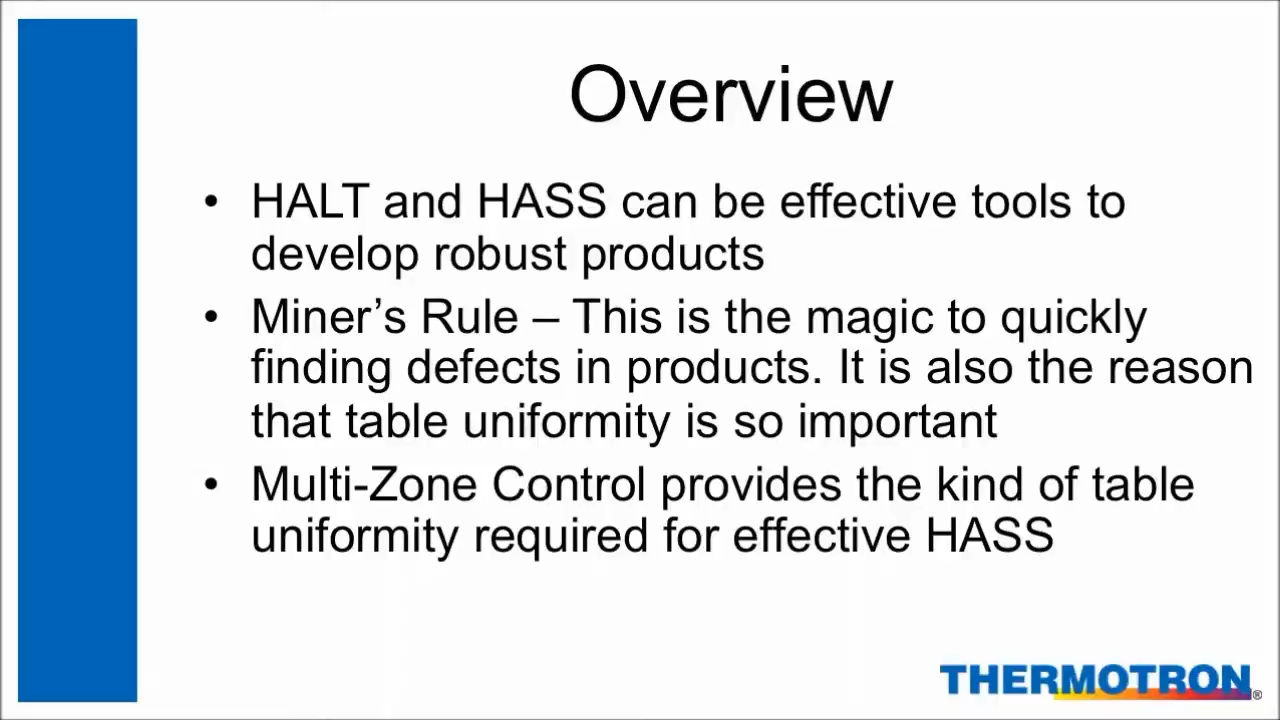 Overview
• HALT and HASS can be effective tools to
develop robust products
• Miner’s Rule – This is the magic to quickly
finding defects in products. It is also the reason
that table uniformity is so important
• Multi-Zone Control provides the kind of table
uniformity required for effective HASS
THERMOTRON®